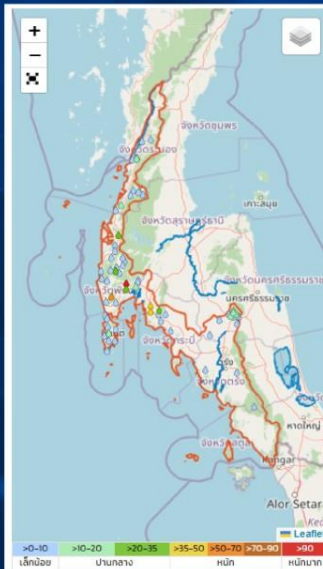 +
−
จังหวัดชุมพร
จังหวัดระนอง
เกาะสมุย
จังหวัดสุราษฎร์ธานี
จังหวัดนครศรีธรรมราช
นครศรีธรรมราช
จังหวัดพังงา
จังหวัดกระบี่
ตรัง
จังหวัดตรัง
หาดใหญ่
จังหวัดสตูล
Kangar
Alor Setar
Leaflet
>0-10 >10-20 >20-35 >35-50 >50-70 >70-90 >90
เล็กน้อย ปานกลาง หนัก หนักมาก